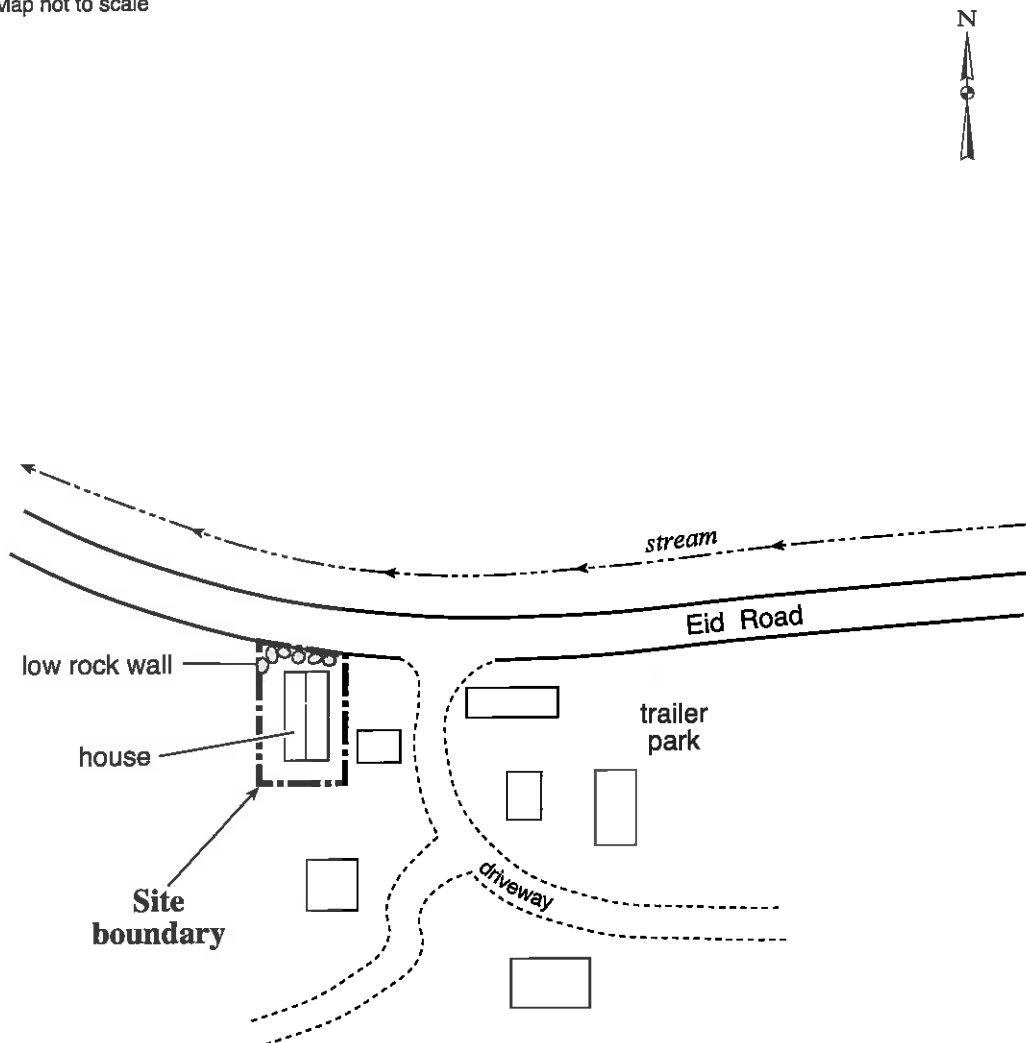 Map not to scale
N
stream
Eid Road
low rock wall
trailer
park
house
driveway
Site
boundary